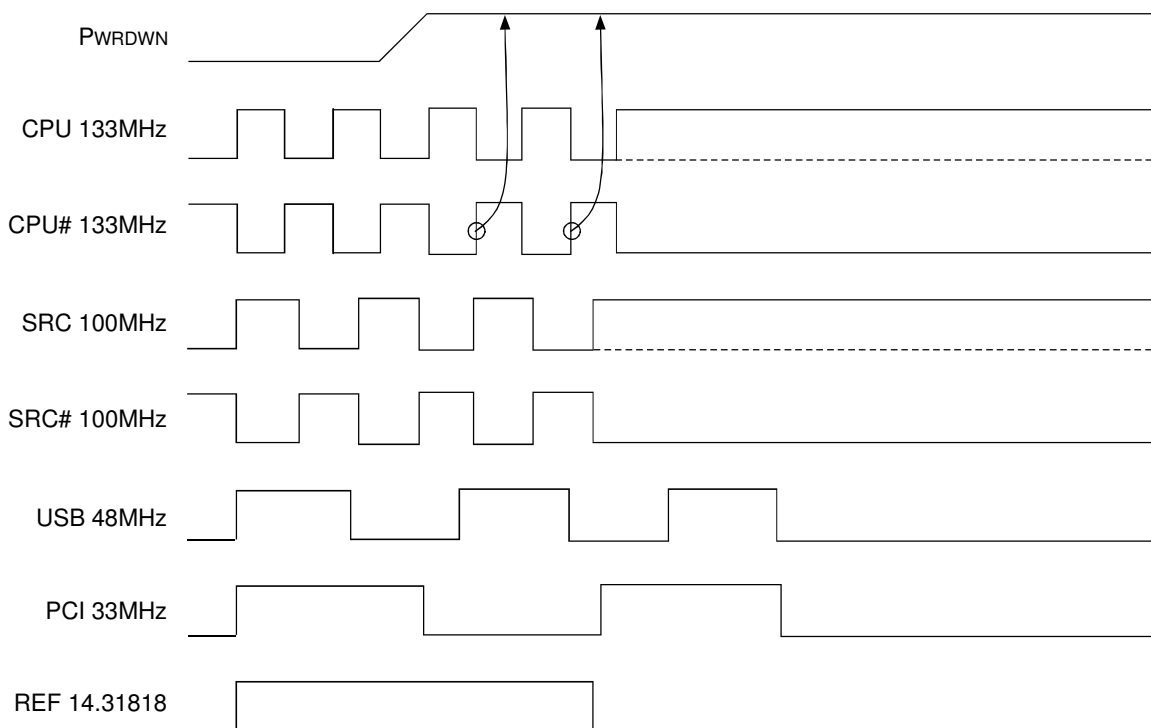 PWRDWN
CPU 133MHz
CPU# 133MHz
SRC 100MHz
SRC# 100MHz
USB 48MHz
PCI 33MHz
REF 14.31818